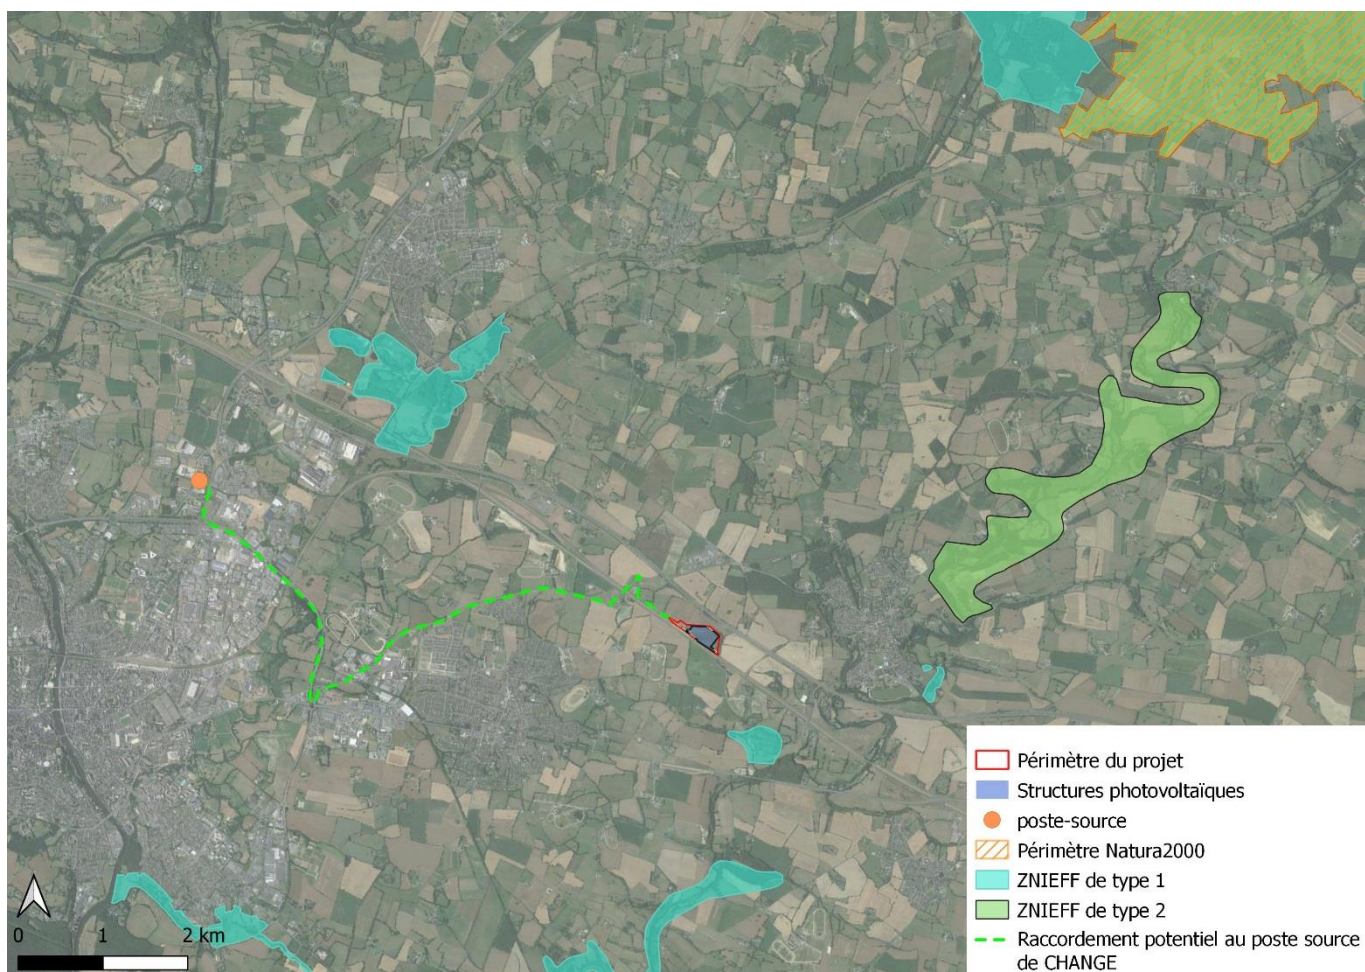 Périmètre du projet
Structures photovoltaïques
poste-source
Périmètre Natura2000
ZNIEFF de type 1
ZNIEFF de type 2
Raccordement potentiel au poste source
de CHANGE
0 1 2 km